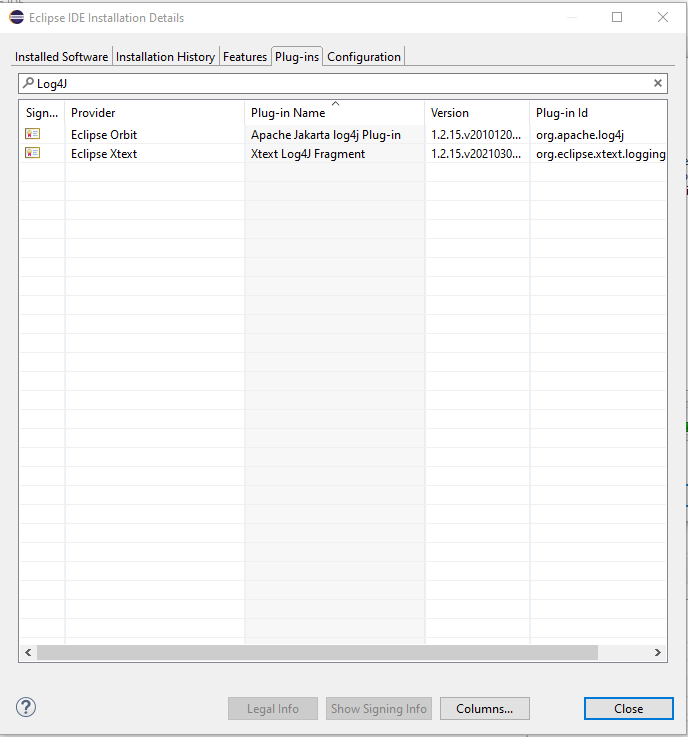 Eclipse IDE Installation Details
Installed Software Installation History Features Plug-ins Configuration
Log4J
Sign... Provider Plug-in Name Version Plug-in Id
Eclipse Orbit Apache Jakarta log4j Plug-in 1.2.15.v2010120... org.apache.log4j
Eclipse Xtext Xtext Log4J Fragment 1.2.15.v2021030... org.eclipse.xtext.logging
? Legal Info Show Signing Info Columns... Close